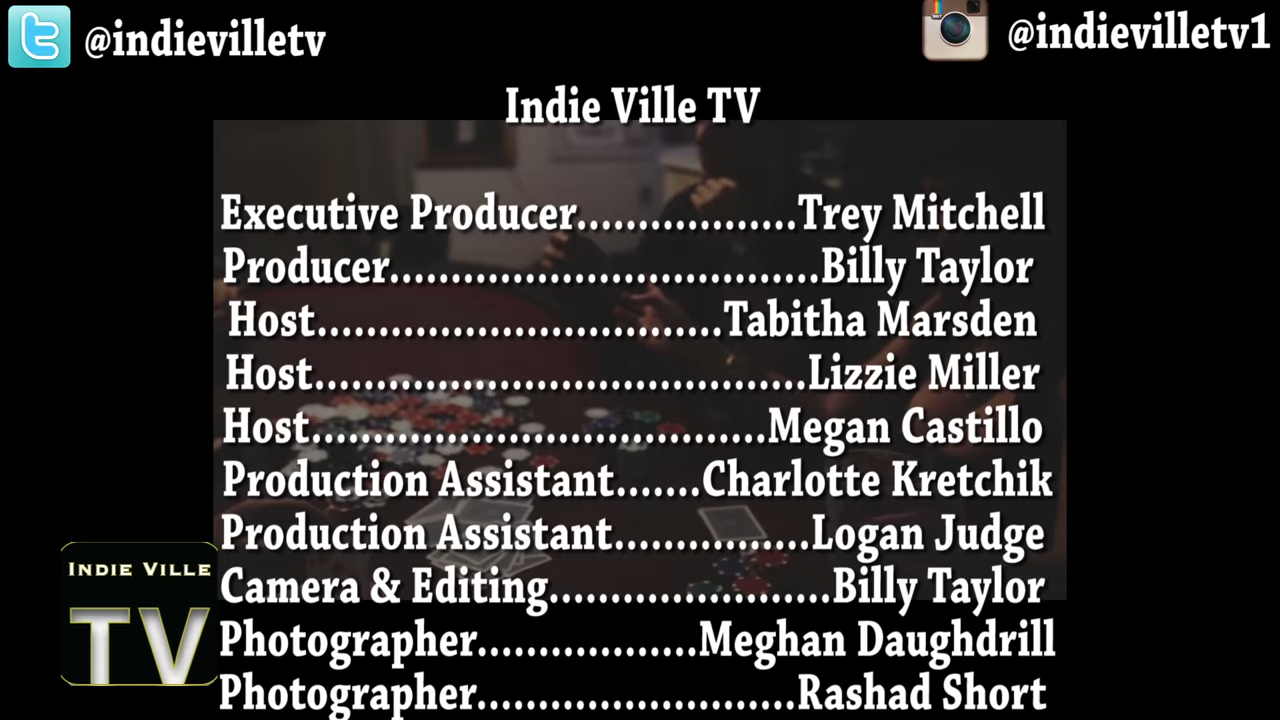 @indievilletv
@indievilletv1
Indie Ville TV
Executive Producer..................Trey Mitchell
Producer...................................Billy Taylor
Host.................................Tabitha Marsden
Host........................................Lizzie Miller
Host.....................................Megan Castillo
Production Assistant.......Charlotte Kretchik
Production Assistant................Logan Judge
Camera & Editing.......................Billy Taylor
Photographer..................Meghan Daughdrill
Photographer..........................Rashad Short
INDIE VILLE
TV